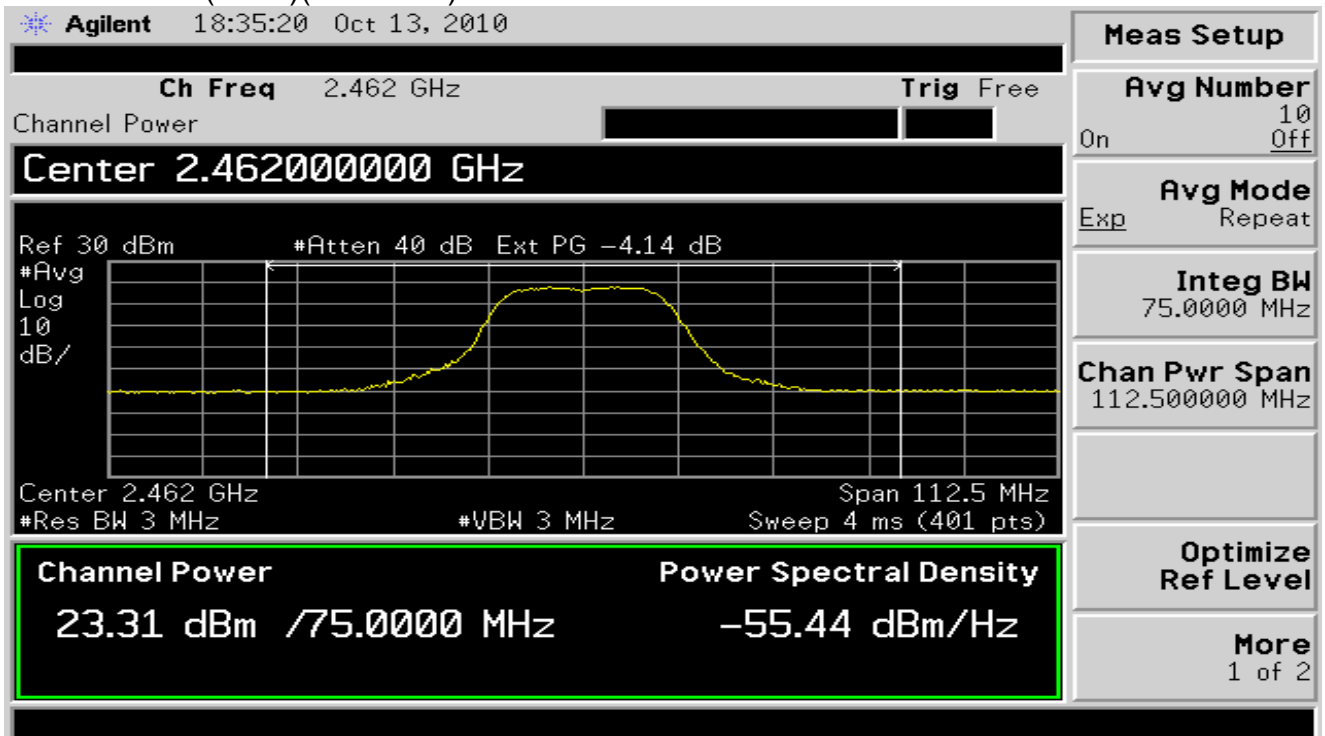 Agilent 18:35:20 Oct 13, 2010
Ch Freq 2.462 GHz Trig Free
Channel Power
Center 2.462000000 GHz
Ref 30 dBm #Atten 40 dB Ext PG –4.14 dB
#Avg
Log
10
dB/
Center 2.462 GHz Span 112.5 MHz
#Res BW 3 MHz #VBW 3 MHz Sweep 4 ms (401 pts)
Channel Power Power Spectral Density
23.31 dBm /75.0000 MHz –55.44 dBm/Hz
Meas Setup
Avg Number
10
On Off
Avg Mode
Exp Repeat
Integ BW
75.0000 MHz
Chan Pwr Span
112.500000 MHz
Optimize
Ref Level
More
1 of 2